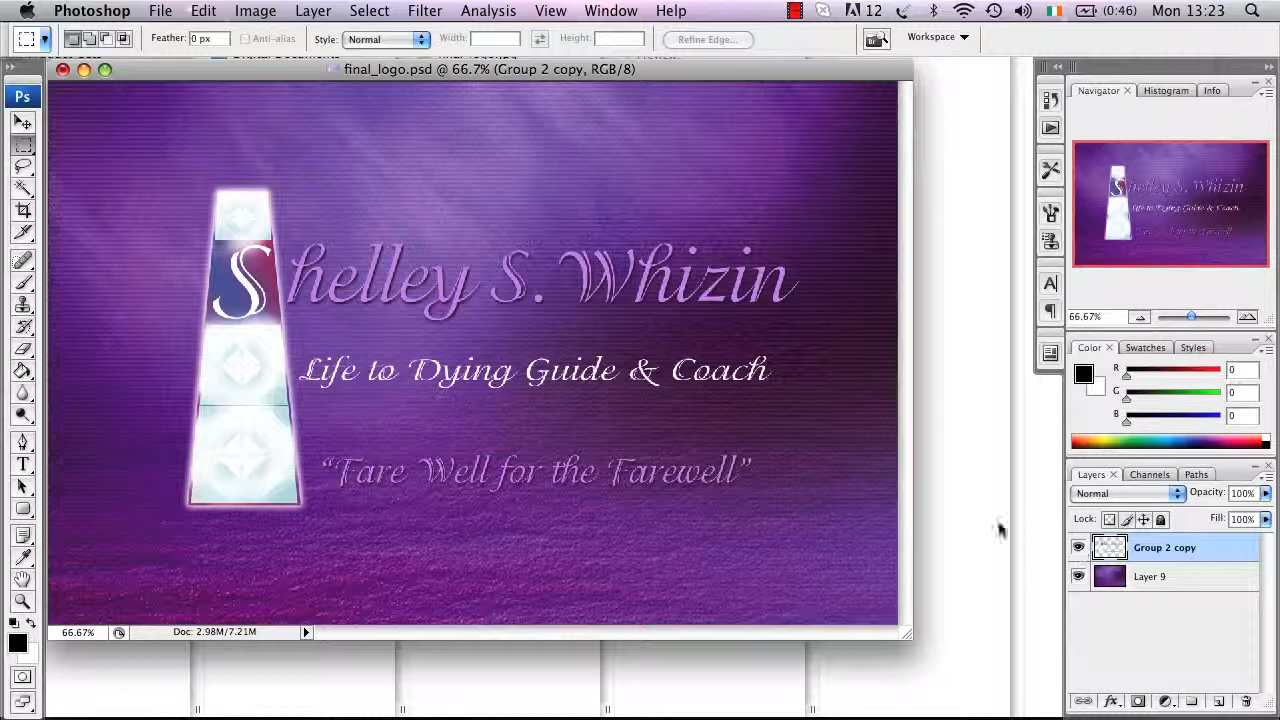 Photoshop File Edit Image Layer Select Filter Analysis View Window Help 12 (0:46) Mon 13:23
Feather: 0 px Anti-alias Style: Normal Width: Height: Refine Edge... Br Workspace
final_logo.psd @ 66.7% (Group 2 copy, RGB/8)
Ps
Navigator Histogram Info
Shelley S. Whizin
Life to Dying Guide & Coach
“Fare Well for the Farewell”
66.67%
Color Swatches Styles
R 0
G 0
B 0
Layers Channels Paths
Normal Opacity: 100%
Lock: Fill: 100%
Group 2 copy
Layer 9
66.67% Doc: 2.98M/7.21M